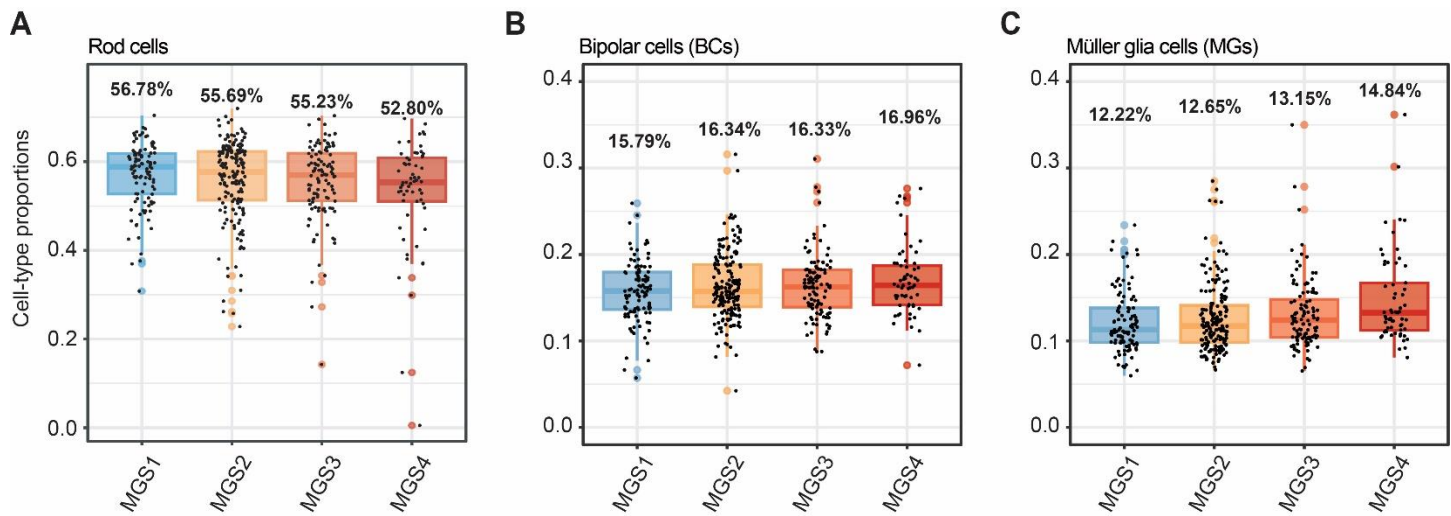 A
Rod cells
Cell-type proportions
0.6
0.4
0.2
0.0
56.78%
55.69%
55.23%
52.80%
MGS1
MGS2
MGS3
MGS4
B
Bipolar cells (BCs)
0.4
0.3
0.2
0.1
0.0
15.79%
16.34%
16.33%
16.96%
MGS1
MGS2
MGS3
MGS4
C
Müller glia cells (MGs)
0.4
0.3
0.2
0.1
0.0
12.22%
12.65%
13.15%
14.84%
MGS1
MGS2
MGS3
MGS4